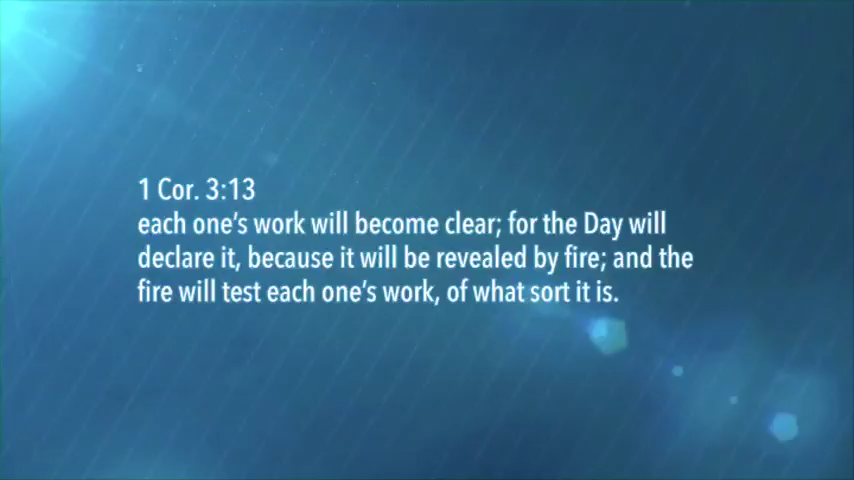 1 Cor. 3:13
each one’s work will become clear; for the Day will
declare it, because it will be revealed by fire; and the
fire will test each one’s work, of what sort it is.